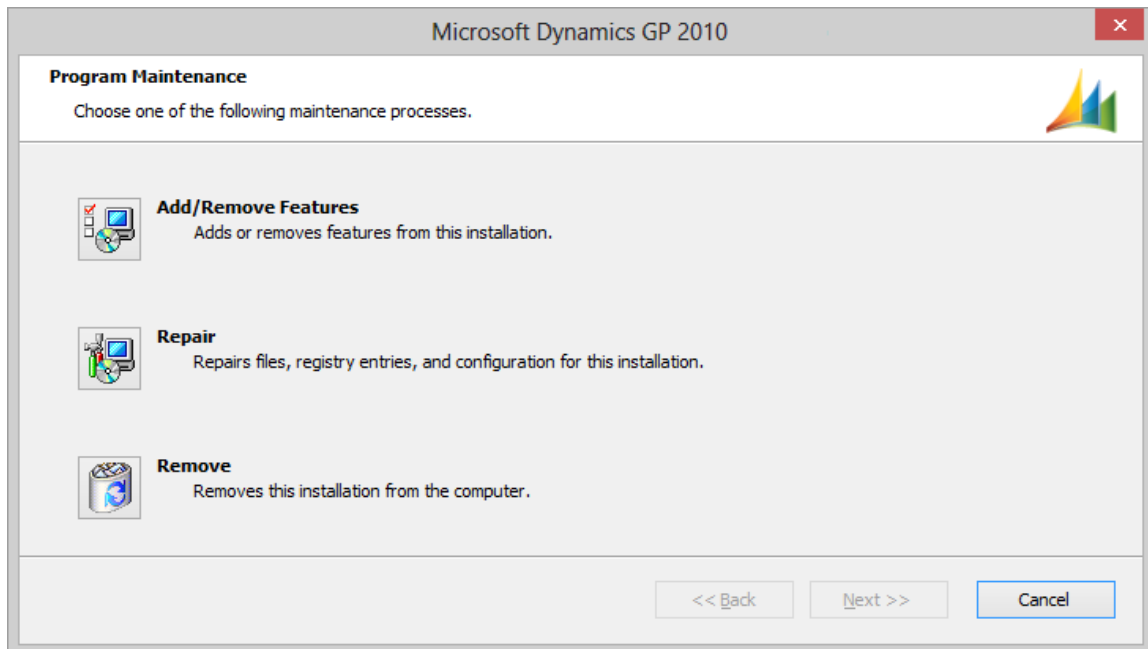 Microsoft Dynamics GP 2010
Program Maintenance
Choose one of the following maintenance processes.
Add/Remove Features
Adds or removes features from this installation.
Repair
Repairs files, registry entries, and configuration for this installation.
Remove
Removes this installation from the computer.
<< Back
Next >>
Cancel